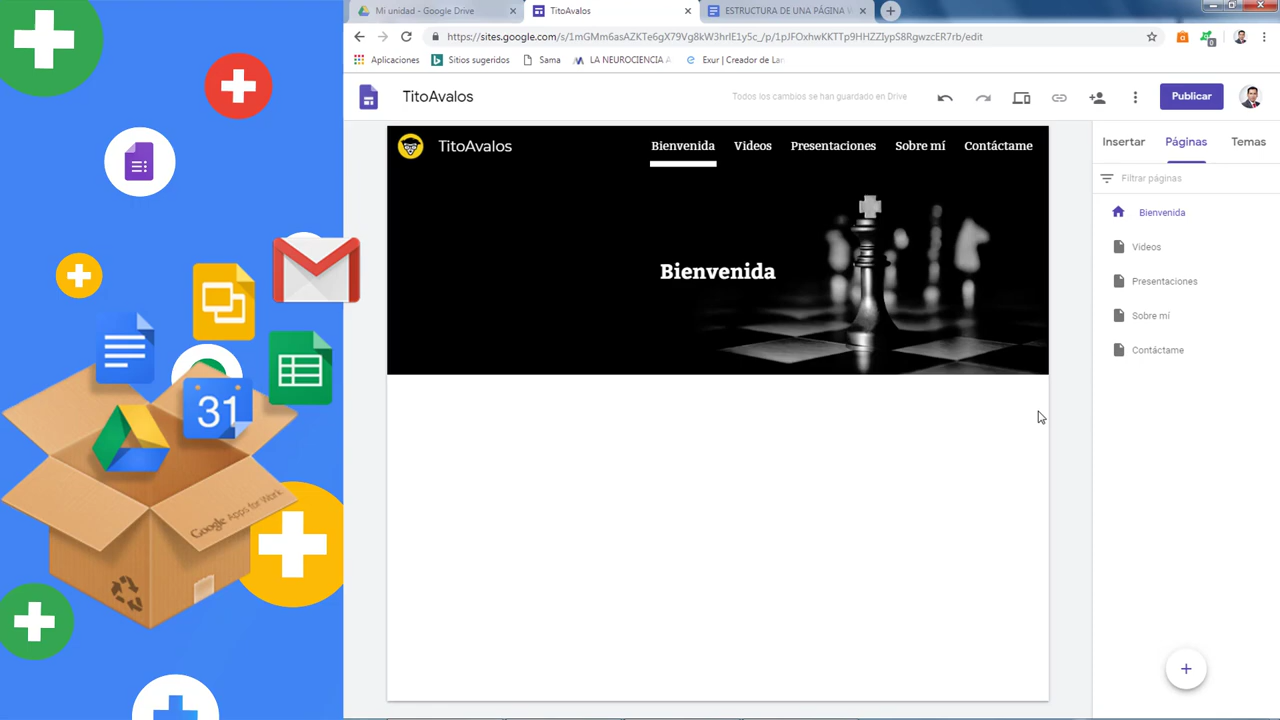 Mi unidad - Google Drive
TitoAvalos
ESTRUCTURA DE UNA PÁGINA W
https://sites.google.com/s/1mGMm6asAZKTe6gX79Vg8kW3hrIE1y5c_/p/1pJFOxhwKKTTp9HHZZIypS8RgwzcER7rb/edit
Aplicaciones
Sitios sugeridos
Sama
LA NEUROCIENCIA A
Exur | Creador de Lan
TitoAvalos
Todos los cambios se han guardado en Drive
Publicar
TitoAvalos
Bienvenida
Videos
Presentaciones
Sobre mí
Contáctame
Bienvenida
Insertar
Páginas
Temas
Filtrar páginas
Bienvenida
Videos
Presentaciones
Sobre mí
Contáctame
31
Google Apps for Work